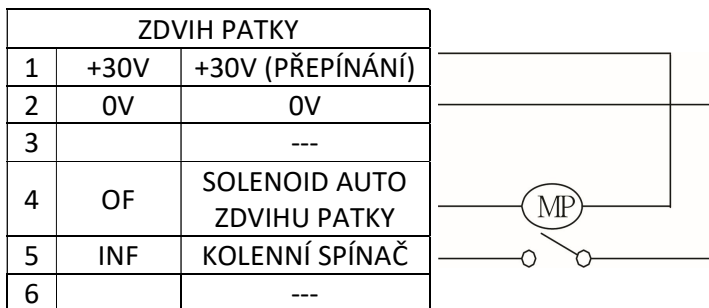 ZDVIH PATKY
1 +30V +30V (PŘEPÍNÁNÍ)
2 0V 0V
3 ---
4 OF SOLENOID AUTO
ZDVIHU PATKY
MP
5 INF KOLENNÍ SPÍNAČ
6 ---